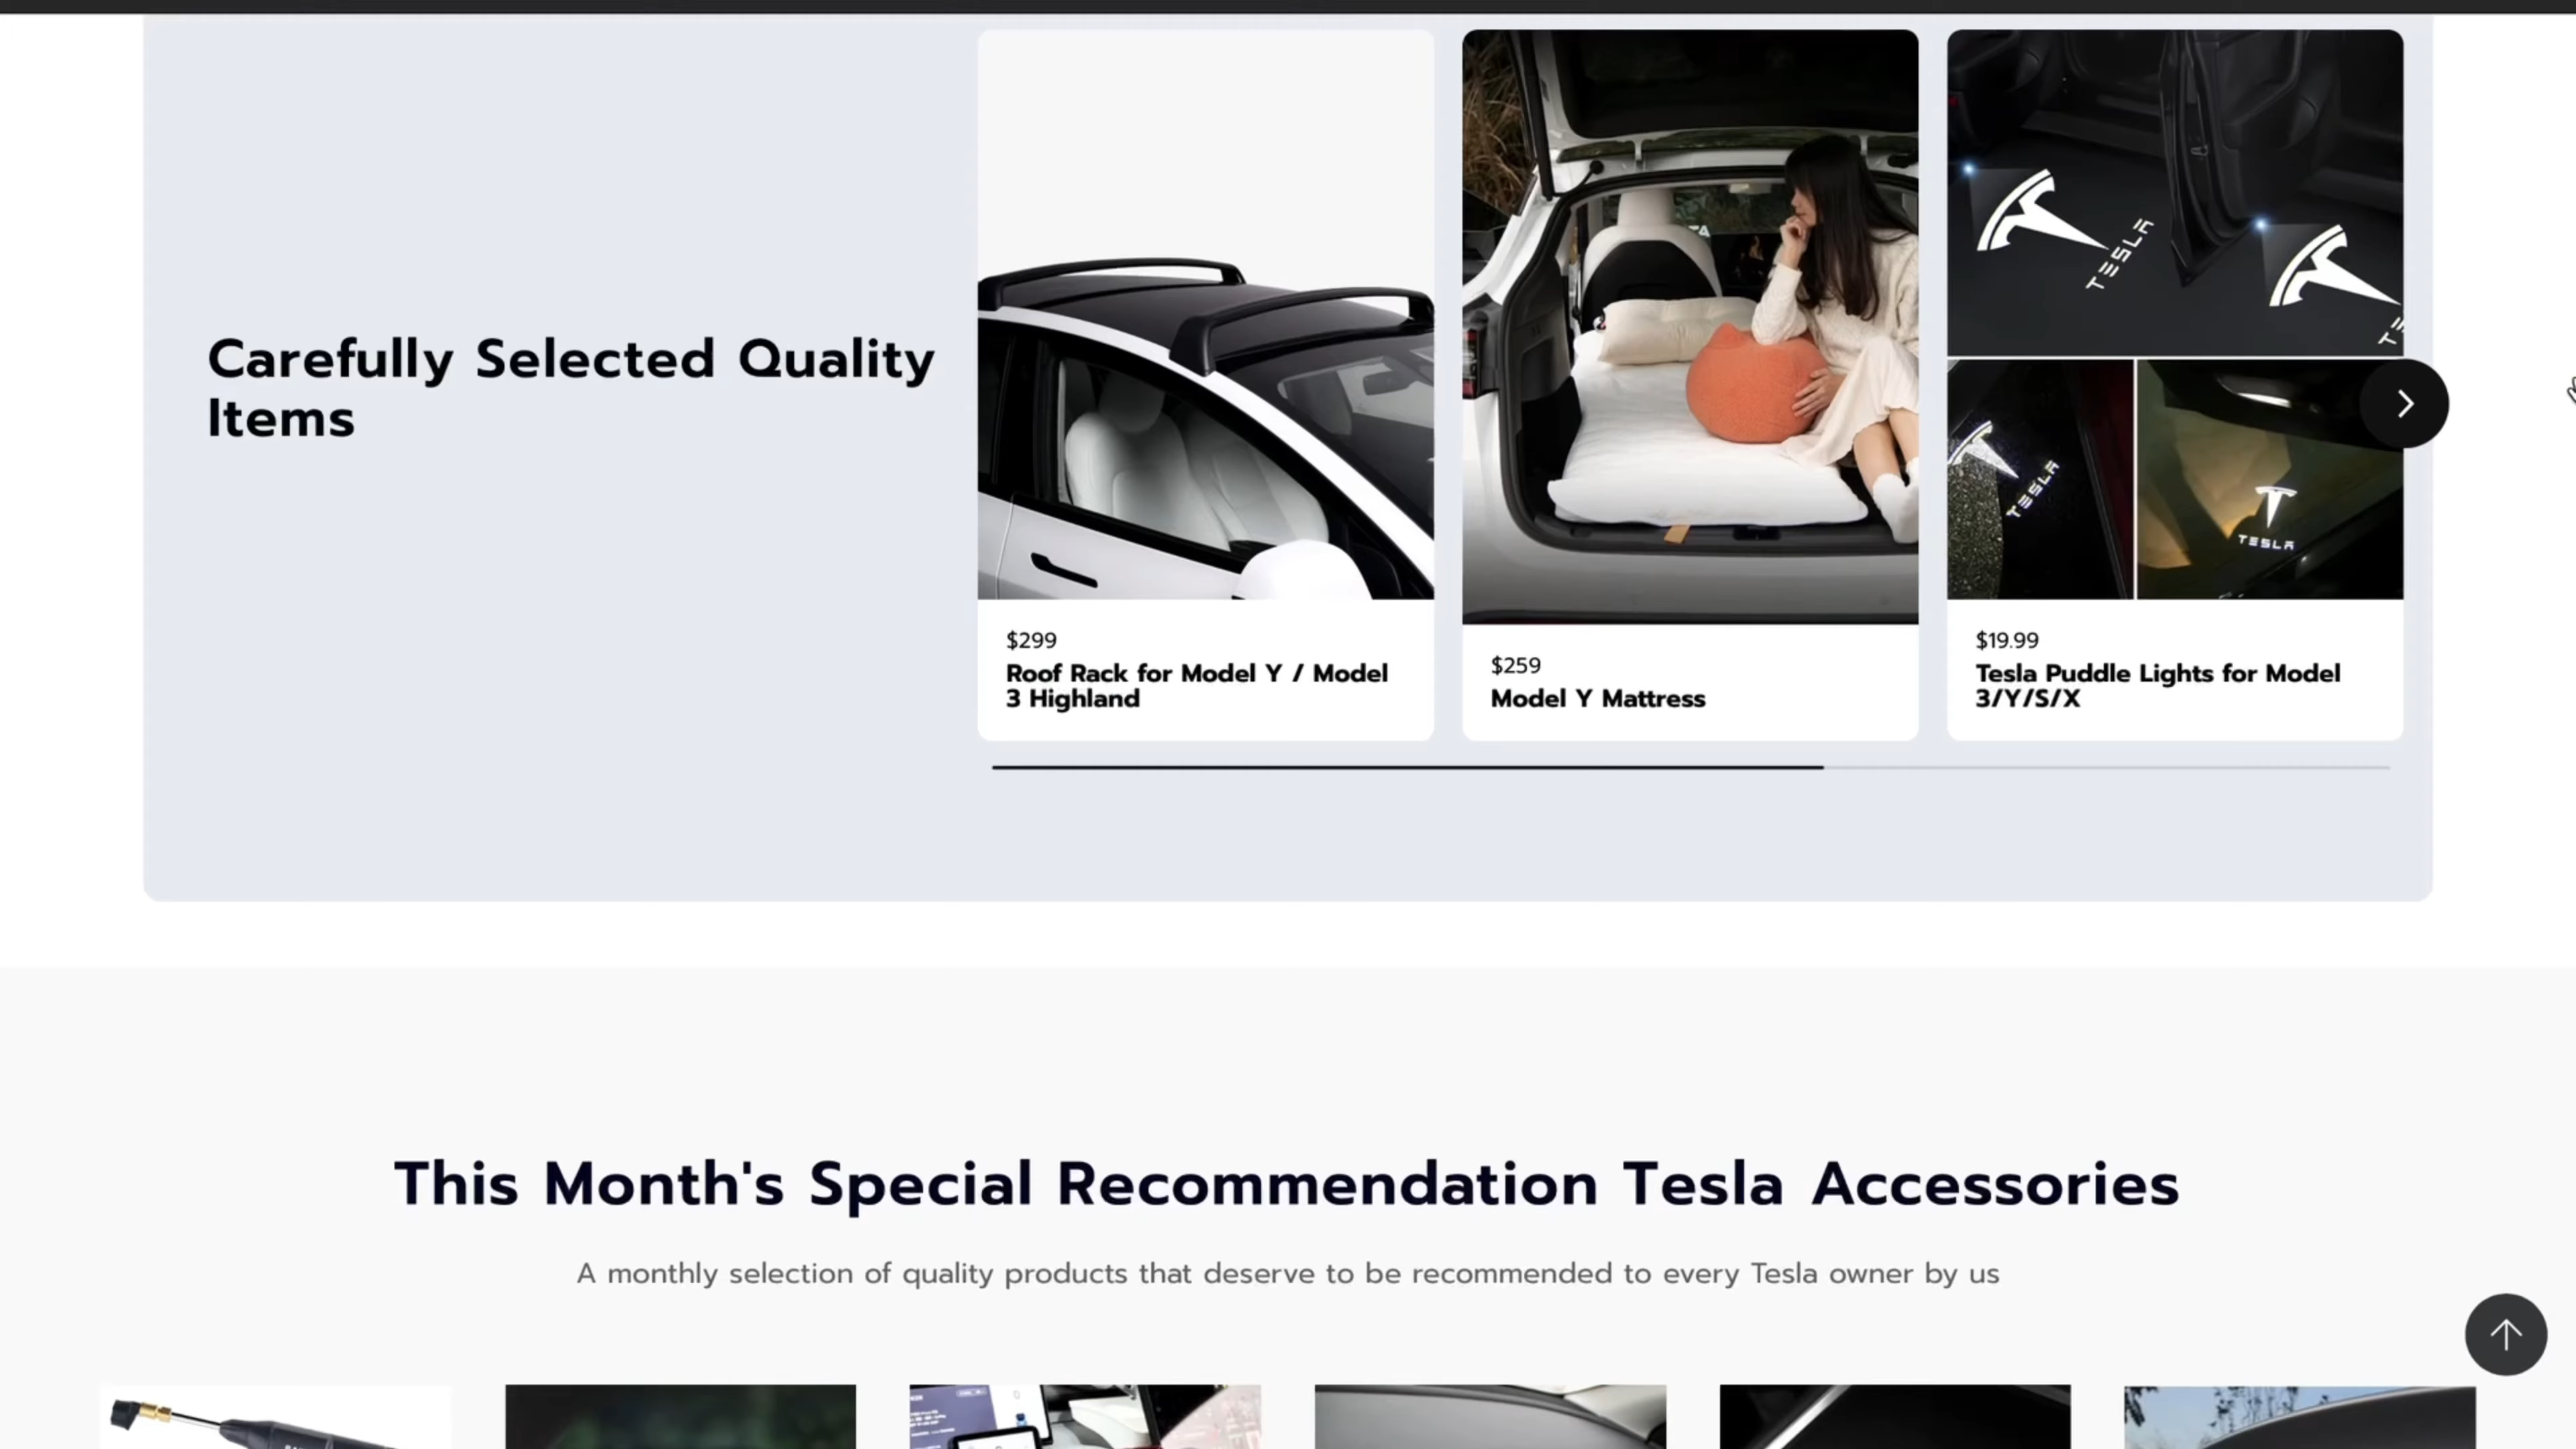 Carefully Selected Quality
Items
TESLA
TESLA
TESLA
$299
Roof Rack for Model Y / Model
3 Highland
$259
Model Y Mattress
$19.99
Tesla Puddle Lights for Model
3/Y/S/X
This Month's Special Recommendation Tesla Accessories
A monthly selection of quality products that deserve to be recommended to every Tesla owner by us